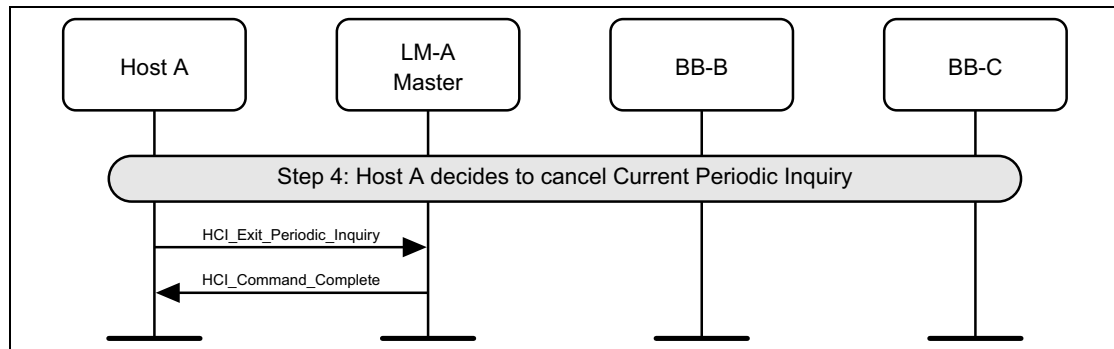 Host A
LM-A
Master
BB-B
BB-C
Step 4: Host A decides to cancel Current Periodic Inquiry
HCI_Exit_Periodic_Inquiry
HCI_Command_Complete